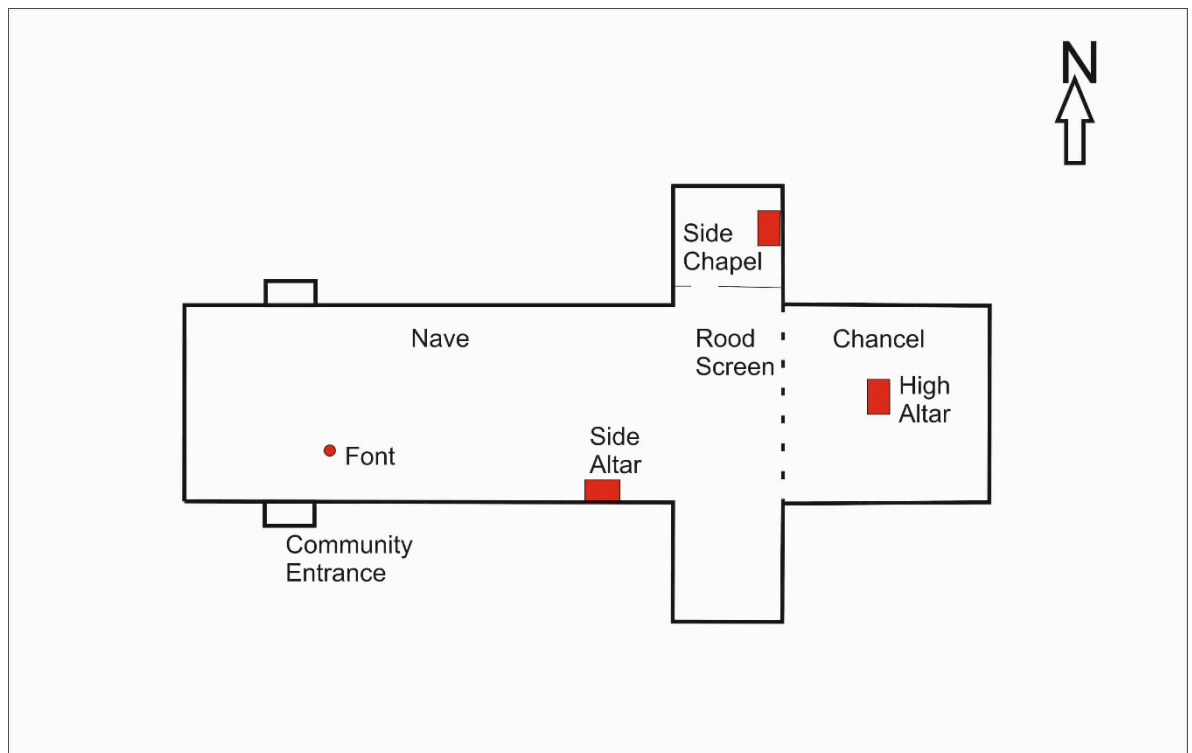 N
Side
Chapel
Nave
Rood
Screen
Chancel
High
Altar
Side
Altar
Font
Community
Entrance